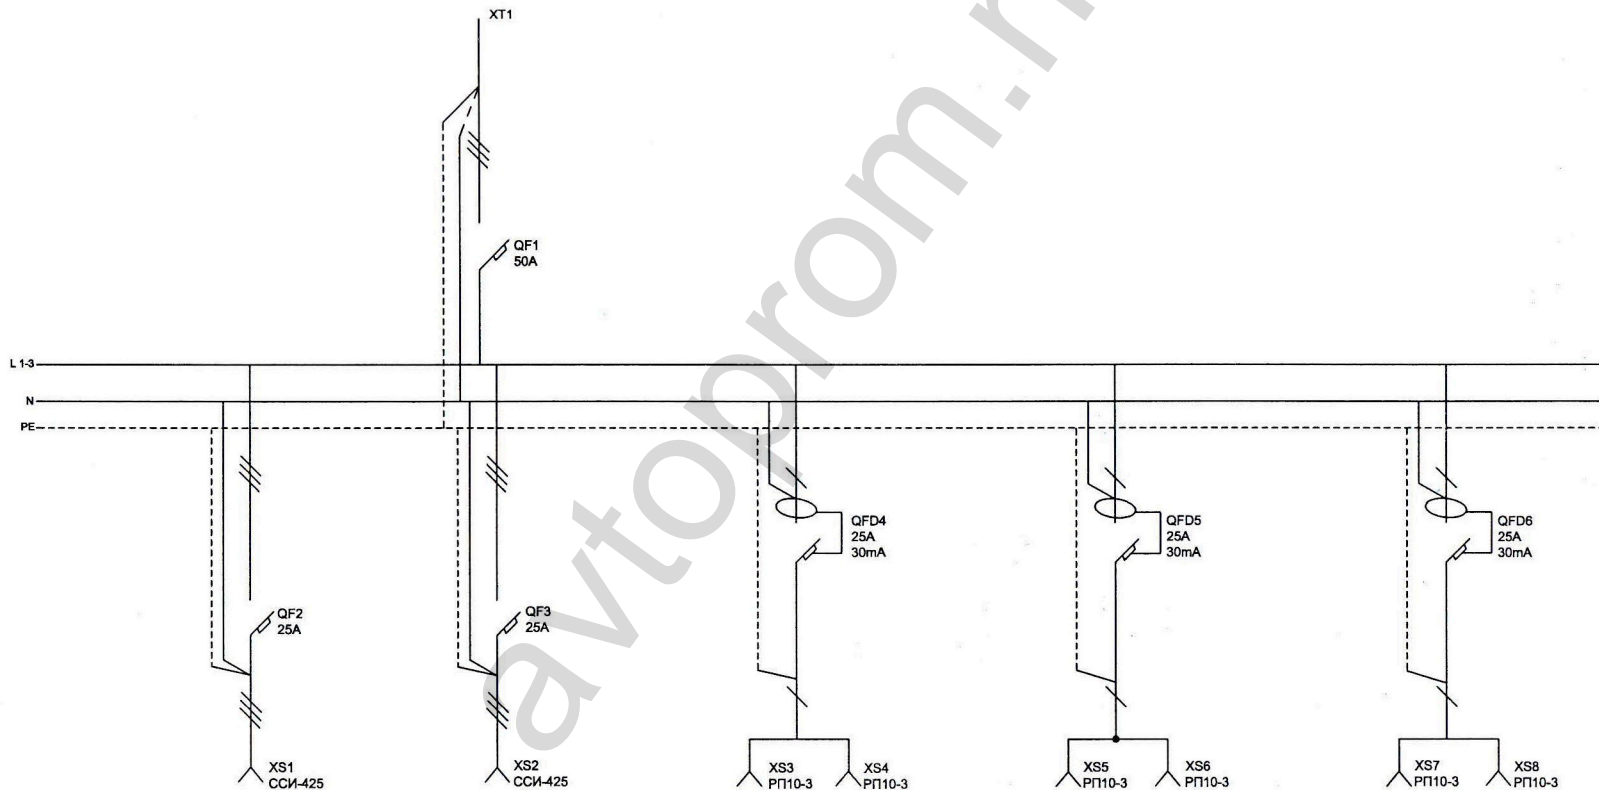 XT1
QF1
50A
L 1-3
N
PE
QFD4
25A
30mA
QFD5
25A
30mA
QFD6
25A
30mA
QF2
25A
QF3
25A
XS1
ССИ-425
XS2
ССИ-425
XS3
РП10-3
XS4
РП10-3
XS5
РП10-3
XS6
РП10-3
XS7
РП10-3
XS8
РП10-3
avtoprom.r